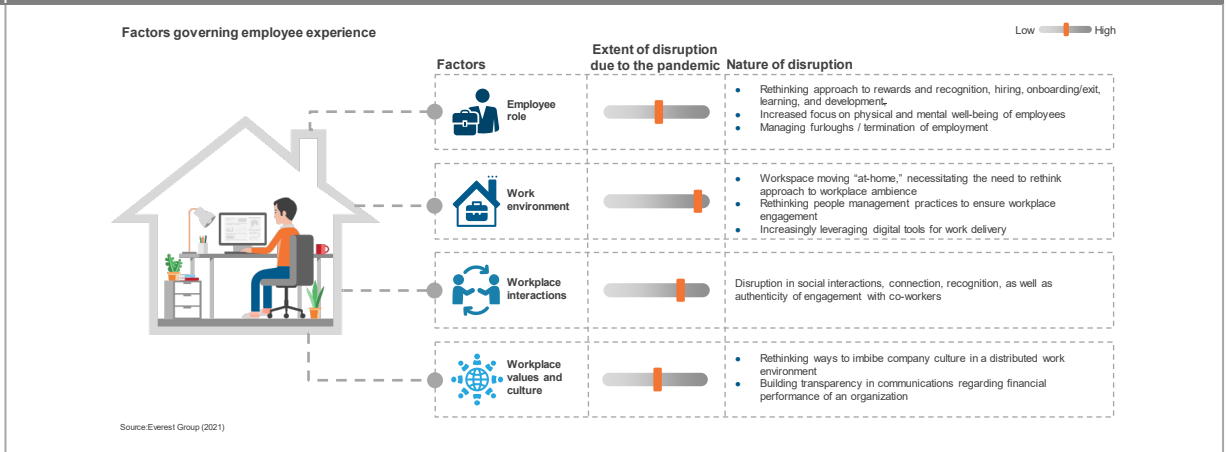 Factors governing employee experience
Low
High
Factors
Extent of disruption
due to the pandemic
Nature of disruption
Employee
role
• Rethinking approach to rewards and recognition, hiring, onboarding/exit,
learning, and development.
• Increased focus on physical and mental well-being of employees
• Managing furloughs / termination of employment
Work
environment
• Workspace moving “at-home,” necessitating the need to rethink
approach to workplace ambience
• Rethinking people management practices to ensure workplace
engagement
• Increasingly leveraging digital tools for work delivery
Workplace
interactions
Disruption in social interactions, connection, recognition, as well as
authenticity of engagement with co-workers
Workplace
values and
culture
• Rethinking ways to imbibe company culture in a distributed work
environment
• Building transparency in communications regarding financial
performance of an organization
Source:Everest Group (2021)